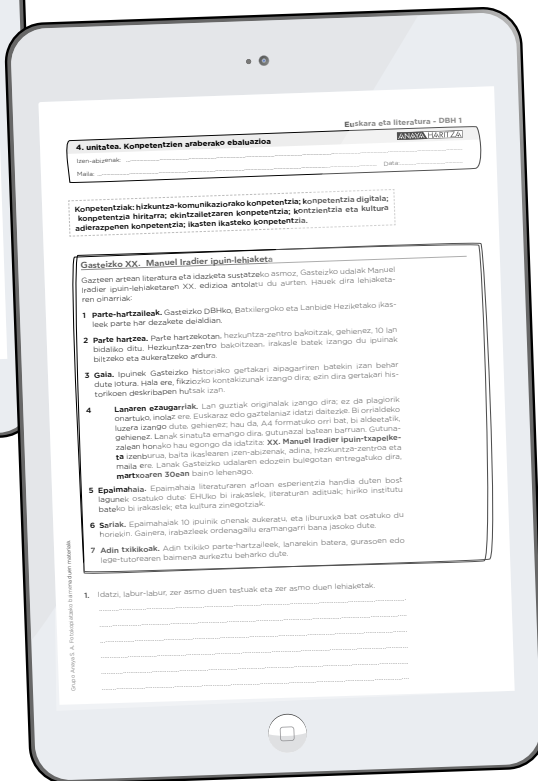 Euskara eta literatura - DBH 1
4. unitatea. Konpetentzien araberako ebaluazioa
ANAYA HARITZA
Izen-abizenak:
Maila:
Data:
Konpetentziak: hizkuntza-komunikaziorako konpetentzia; konpetentzia digitala;
konpetentzia hiritarra; ekintzailetzaren konpetentzia; kontzientzia eta kultura
adierazpenen konpetentzia; ikasten ikasteko konpetentzia.
Gasteizko XX. Manuel Iradier ipuin-lehiaketa
Gazteen artean literatura eta idazketa sustatzeko asmoz, Gasteizko udalak Manuel
Iradier ipuin-lehiaketaren XX. edizioa antolatu du aurten. Hauek dira lehiaketa-
ren oinarriak:
1 Parte-hartzaileak. Gasteizko DBHko, Batxilergoko eta Lanbide Heziketako ikas-
leek parte har dezakete deialdian.
2 Parte hartzea. Parte hartzekotan, hezkuntza-zentro bakoitzak, gehienez, 10 lan
bidaliko ditu. Hezkuntza-zentro bakoitzean, irakasle batek izango du ipuinak
biltzeko eta aukeratzeko ardura.
3 Gaia. Ipuinek Gasteizko historiako gertakari aipagarriren batekin izan behar
dute lotura. Hala ere, fikziozko kontakizunak izango dira; ezin dira gertakari his-
torikoen deskribapen hutsak izan.
4 Lanaren ezaugarriak. Lan guztiak originalak izango dira; ez da plagiorik
onartuko, inolaz ere. Euskaraz edo gaztelaniaz idatzi daitezke. Bi orrialdeko
luzera izango dute, gehienez; hau da, A4 formatuko orri bat, bi aldeetatik,
gehienez. Lanak sinatuta emango dira, gutunazal batean barruan. Gutuna-
zalean honako hau egongo da idatzita: XX. Manuel Iradier ipuin-txapelke-
ta izenburua, baita ikaslearen izen-abizenak, adina, hezkuntza-zentroa eta
maila ere. Lanak Gasteizko udalaren edozein bulegotan entregatuko dira,
martxoaren 30ean baino lehenago.
5 Epaimahaia. Epaimahaia literaturaren arloan esperientzia handia duten bost
lagunek osatuko dute: EHUko bi irakaslek, literaturan adituak; hiriko institutu
bateko bi irakaslek; eta kultura zinegotziak.
6 Sariak. Epaimahaiak 10 ipuinik onenak aukeratu, eta liburuxka bat osatuko du
horiekin. Gainera, irabazleek ordenagailu eramangarri bana jasoko dute.
7 Adin txikikoak. Adin txikiko parte-hartzaileek, lanarekin batera, gurasoen edo
lege-tutorearen baimena aurkeztu beharko dute.
1. Idatzi, labur-labur, zer asmo duen testuak eta zer asmo duen lehiaketak.
Grupo Anaya S. A. Fotokopiatzeko baimena duen materiala